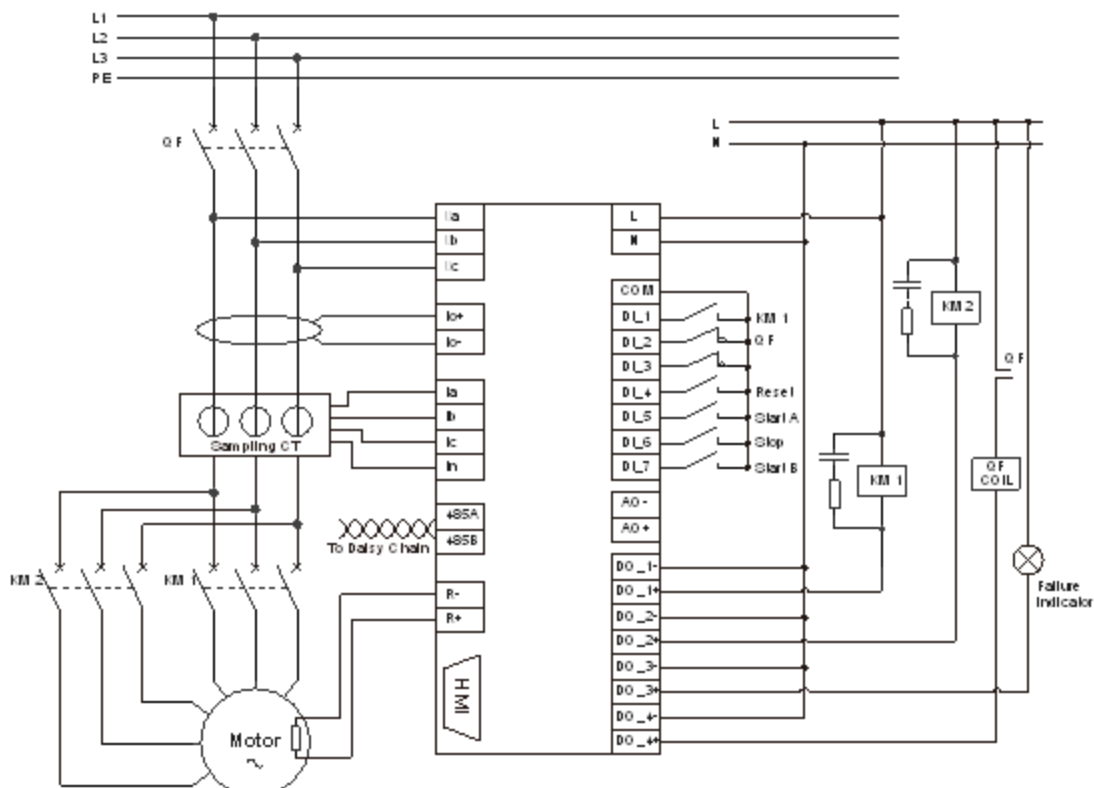 L1
L2
L3
PE
QF
L
N
Ua
Ub
Uc
Io+
Io-
Ia
Ib
Ic
In
Sampling CT
485A
485B
To Daisy Chain
R-
R+
HMI
KM 2
KM 1
Motor
L
N
COM
DI_1
DI_2
DI_3
DI_4
DI_5
DI_6
DI_7
KM 1
QF
Reset
Start A
Stop
Start B
AO-
AO+
DO_1-
DO_1+
DO_2-
DO_2+
DO_3-
DO_3+
DO_4-
DO_4+
KM 2
KM 1
QF
QF
COIL
Failure
Indicator